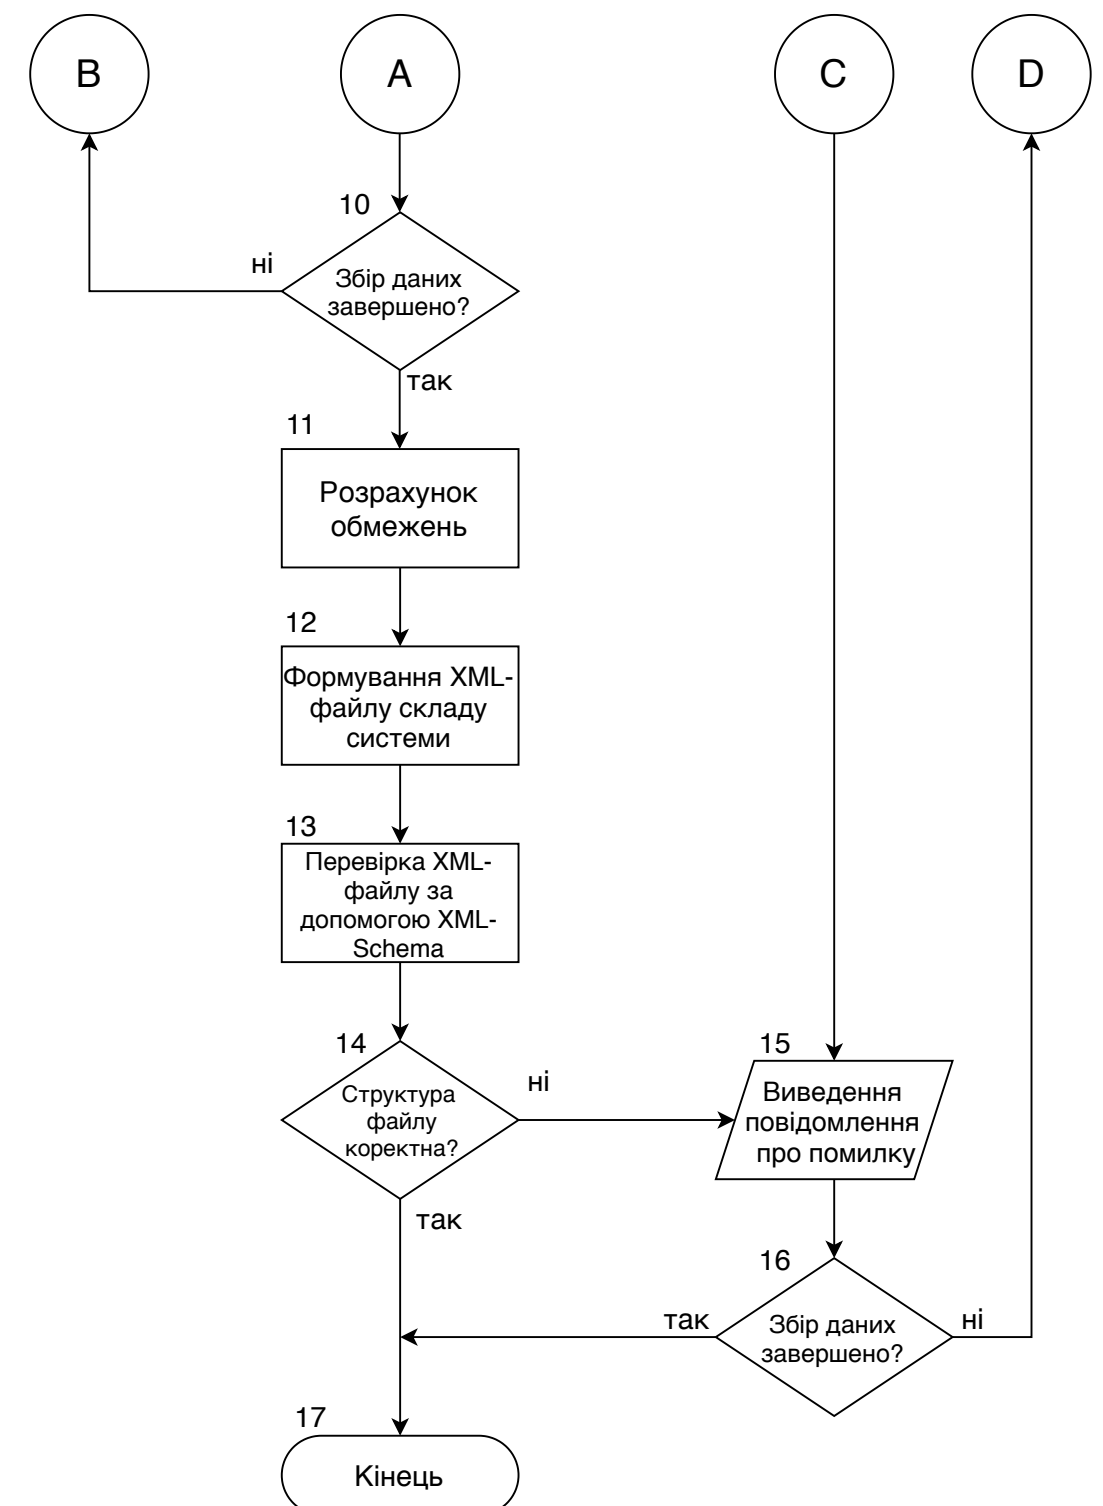 B
A
C
D
10
ні
Збір даних
завершено?
так
11
Розрахунок
обмежень
12
Формування XML-
файлу складу
системи
13
Перевірка XML-
файлу за
допомогою XML-
Schema
14
Структура
файлу
коректна?
ні
так
15
Виведення
повідомлення
про помилку
16
так
Збір даних
завершено?
ні
17
Кінець